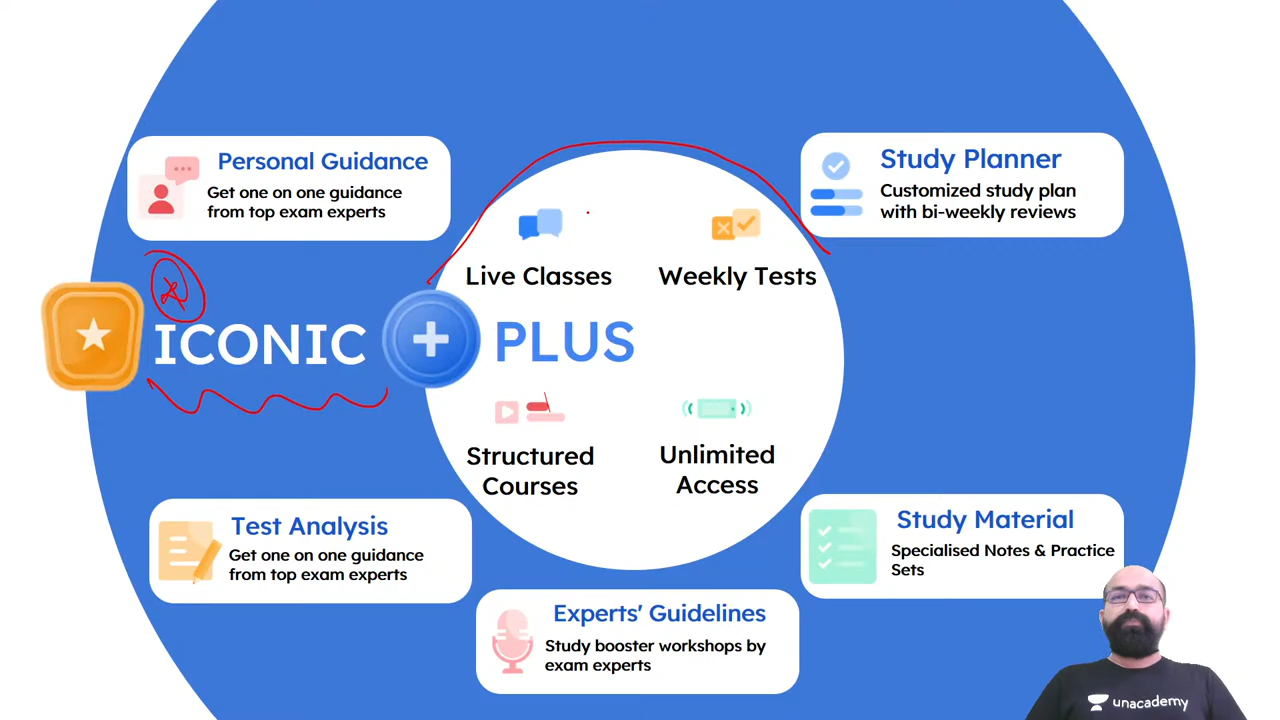 Personal Guidance
Get one on one guidance
from top exam experts
Study Planner
Customized study plan
with bi-weekly reviews
Live Classes
Weekly Tests
ICONIC
PLUS
Structured
Courses
Unlimited
Access
Test Analysis
Get one on one guidance
from top exam experts
Study Material
Specialised Notes & Practice
Sets
Experts' Guidelines
Study booster workshops by
exam experts
unacademy